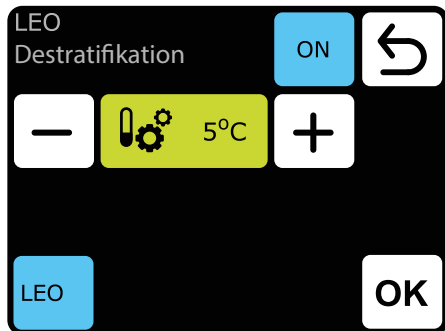 LEO
Destratifikation
ON
5°C
LEO
OK